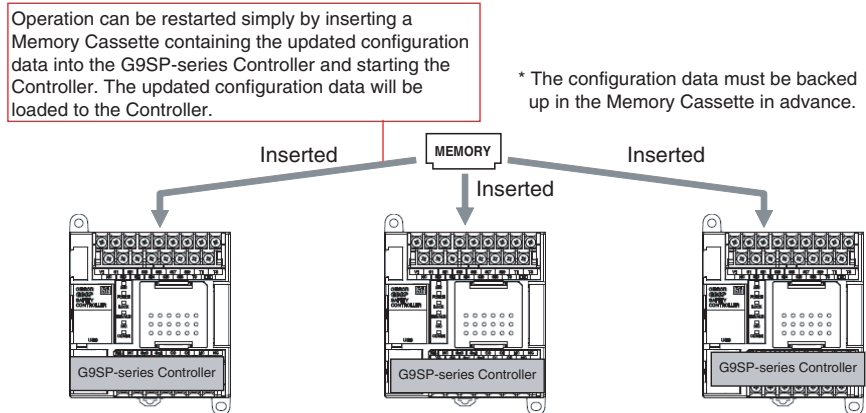 Operation can be restarted simply by inserting a
Memory Cassette containing the updated configuration
data into the G9SP-series Controller and starting the
Controller. The updated configuration data will be
loaded to the Controller.
* The configuration data must be backed
up in the Memory Cassette in advance.
MEMORY
Inserted
Inserted
Inserted
USB
USB
USB
G9SP-series Controller
G9SP-series Controller
G9SP-series Controller